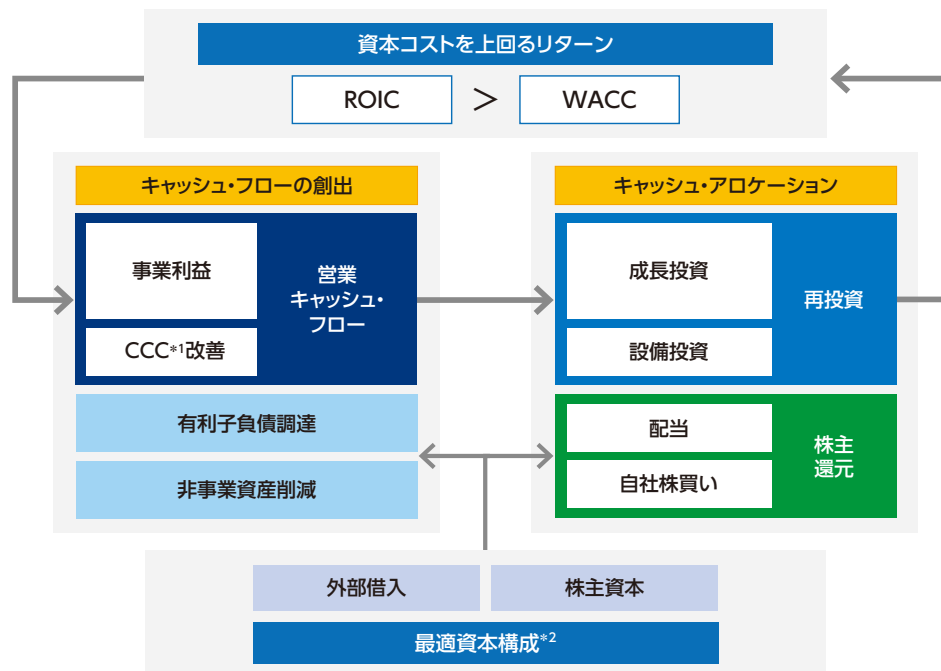 資本コストを上回るリターン
ROIC
>
WACC
キャッシュ・フローの創出
事業利益
CCC*1改善
営業
キャッシュ・
フロー
有利子負債調達
非事業資産削減
キャッシュ・アロケーション
成長投資
設備投資
再投資
配当
自社株買い
株主
還元
外部借入
株主資本
最適資本構成*2